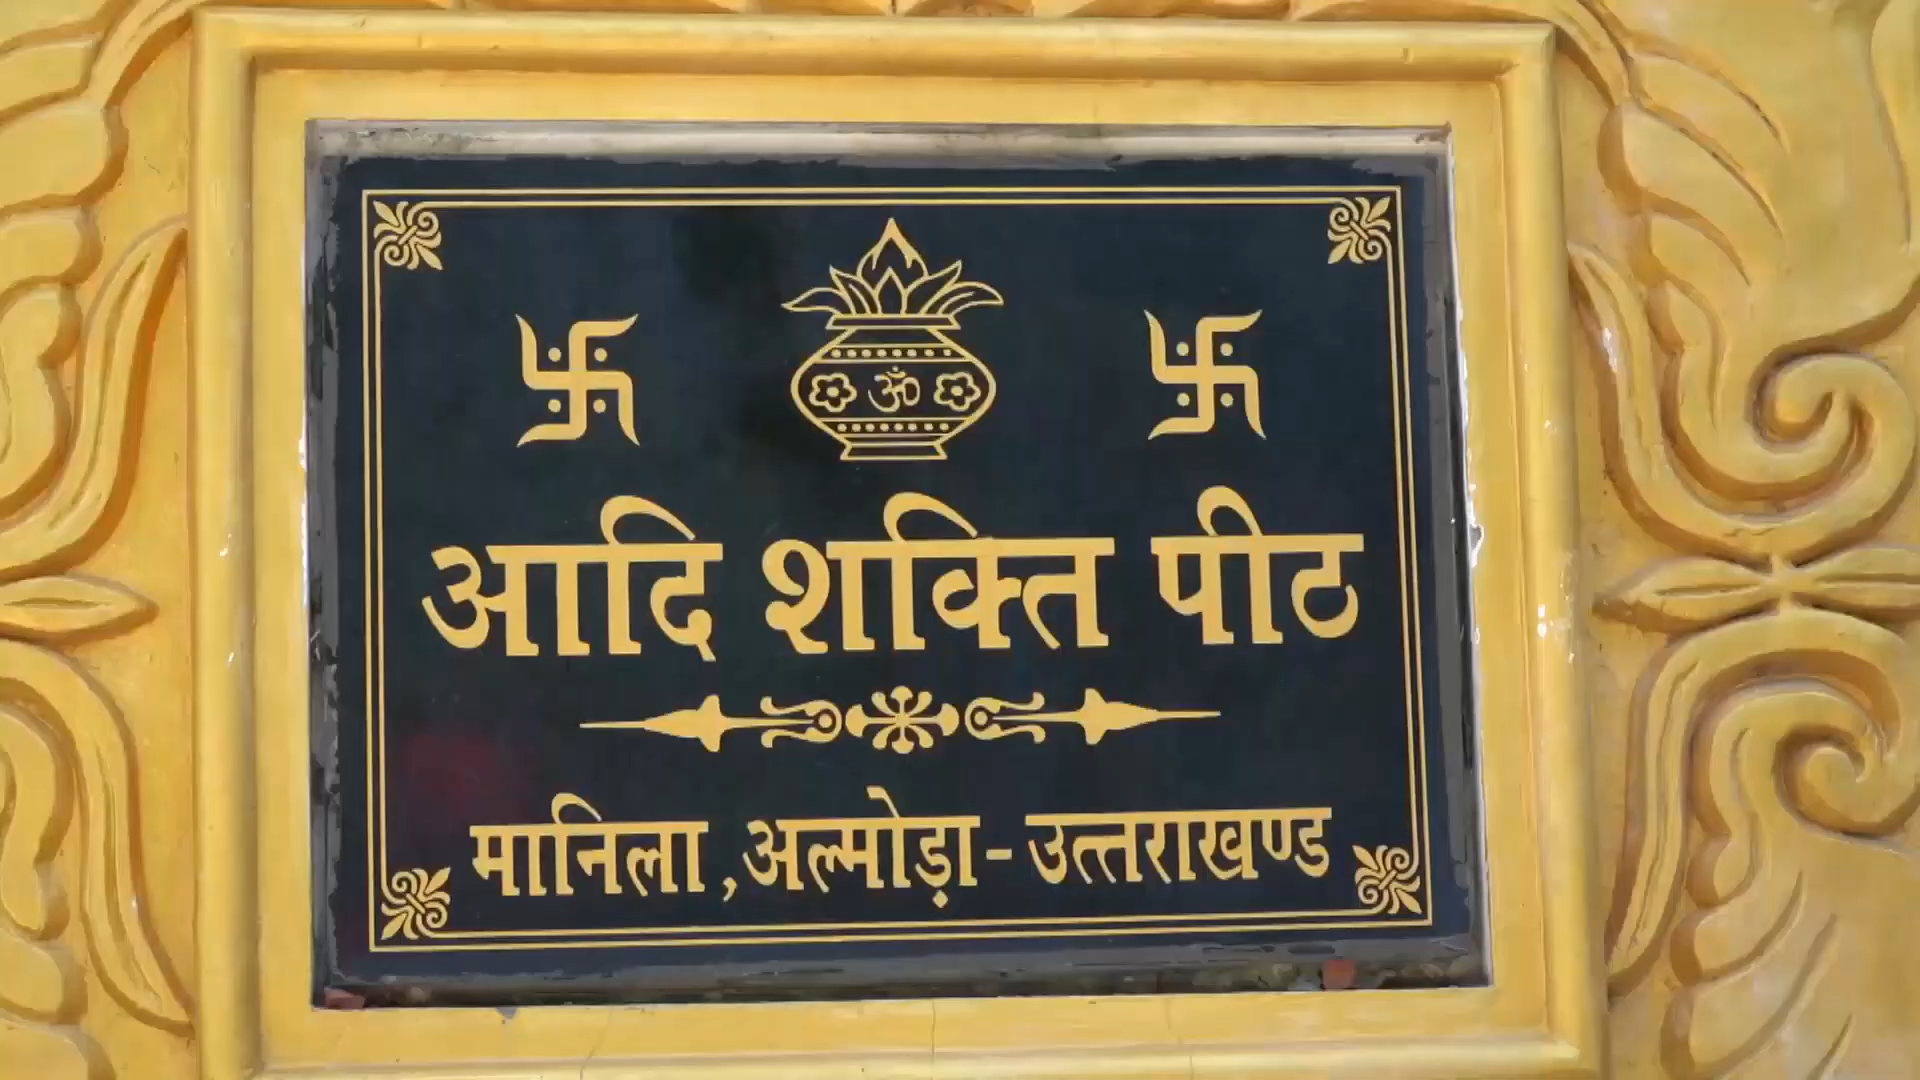 ॐ
आदि शक्ति पीठ
मानिला, अल्मोड़ा - उत्तराखण्ड